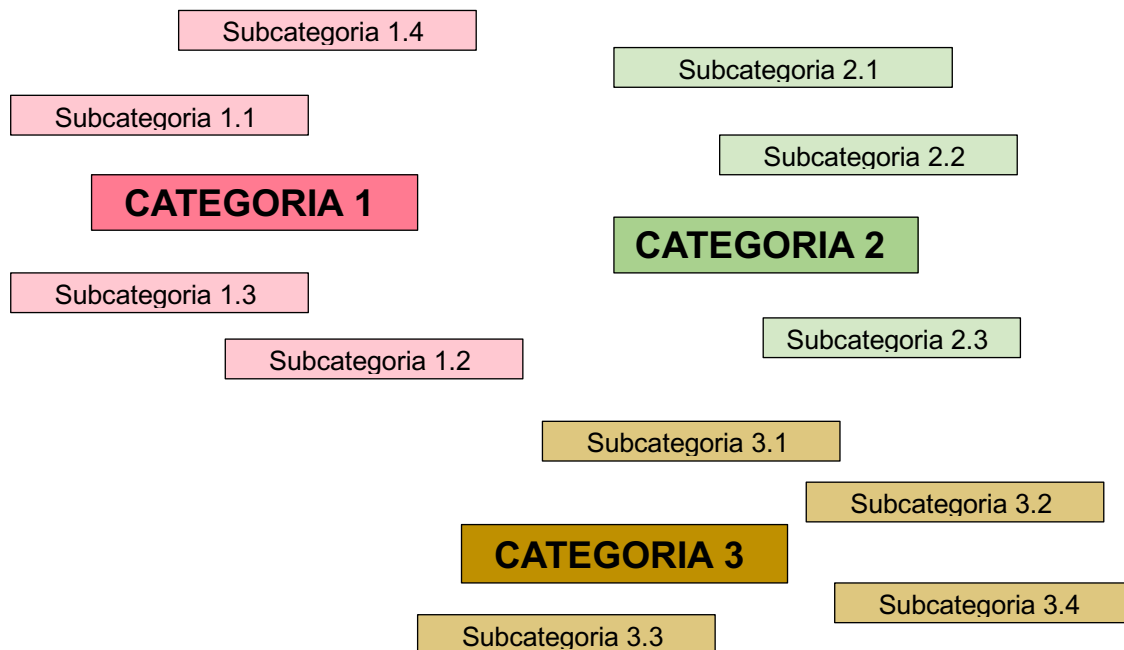 Subcategoria 1.4
Subcategoria 2.1
Subcategoria 1.1
Subcategoria 2.2
CATEGORIA 1
CATEGORIA 2
Subcategoria 1.3
Subcategoria 2.3
Subcategoria 1.2
Subcategoria 3.1
Subcategoria 3.2
CATEGORIA 3
Subcategoria 3.4
Subcategoria 3.3